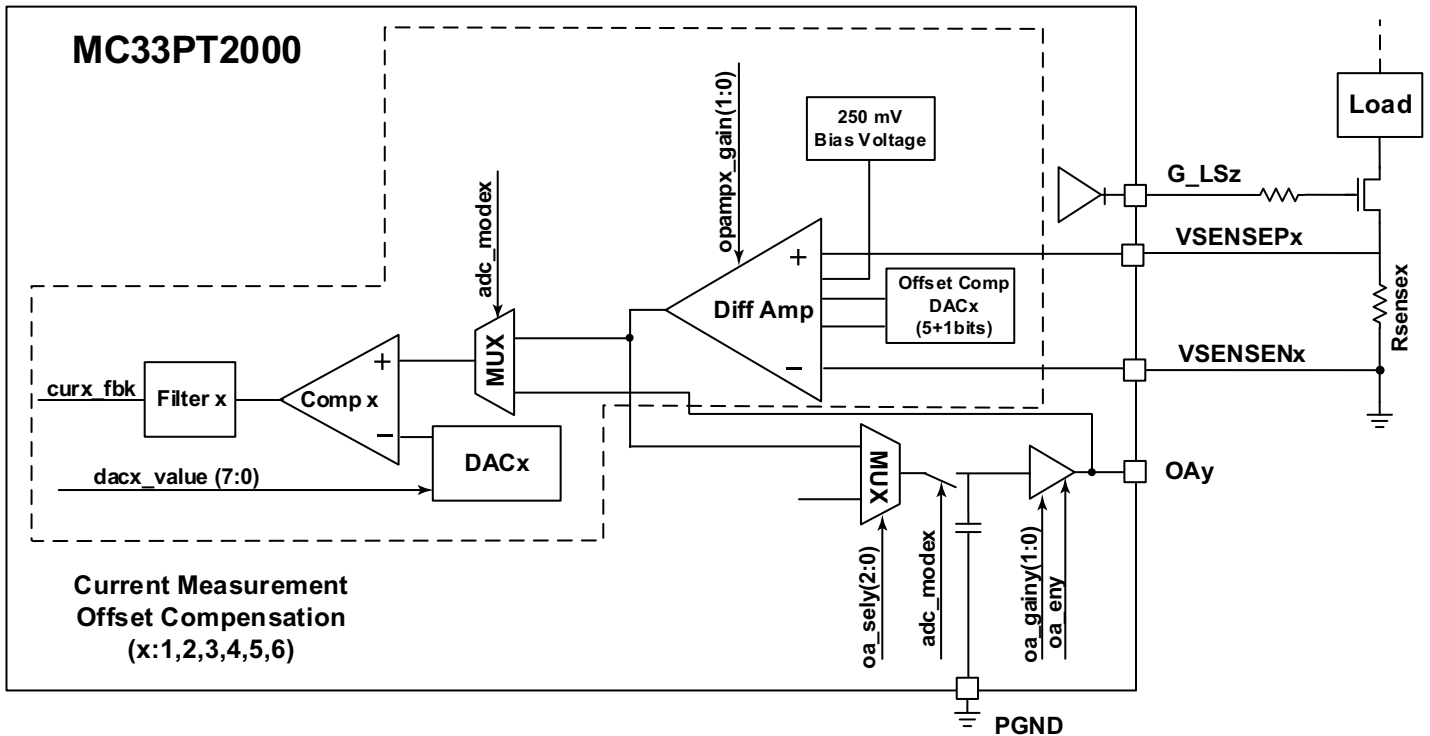 MC33PT2000
opampx_gain(1:0)
250 mV
Bias Voltage
Load
G_LSz
adc_modex
VSENSEPx
+
Diff Amp
Offset Comp
DACx
(5+1bits)
Rsensex
MUX
+
VSENSENx
−
curx_fbk
Filter x
Comp x
−
DACx
dacx_value (7:0)
MUX
OAy
oa_sely(2:0)
adc_modex
oa_gainy(1:0)
oa_eny
Current Measurement
Offset Compensation
(x:1,2,3,4,5,6)
PGND